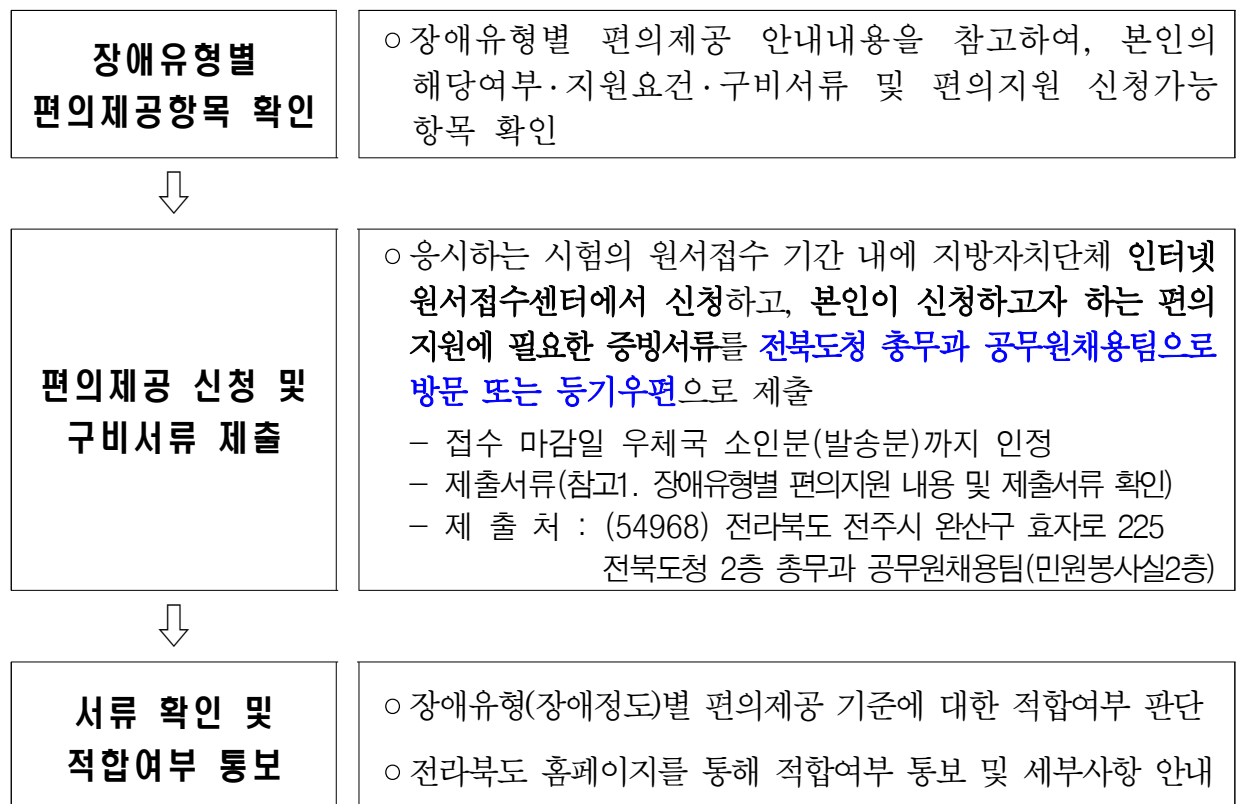 장애유형별
편의제공항목 확인
○ 장애유형별 편의제공 안내내용을 참고하여, 본인의
해당여부·지원요건·구비서류 및 편의지원 신청가능
항목 확인
⇩
편의제공 신청 및
구비서류 제출
○ 응시하는 시험의 원서접수 기간 내에 지방자치단체 인터넷
원서접수센터에서 신청하고, 본인이 신청하고자 하는 편의
지원에 필요한 증빙서류를 전북도청 총무과 공무원채용팀으로
방문 또는 등기우편으로 제출
- 접수 마감일 우체국 소인분(발송분)까지 인정
- 제출서류(참고1. 장애유형별 편의지원 내용 및 제출서류 확인)
- 제 출 처 : (54968) 전라북도 전주시 완산구 효자로 225
전북도청 2층 총무과 공무원채용팀(민원봉사실2층)
⇩
서류 확인 및
적합여부 통보
○ 장애유형(장애정도)별 편의제공 기준에 대한 적합여부 판단
○ 전라북도 홈페이지를 통해 적합여부 통보 및 세부사항 안내